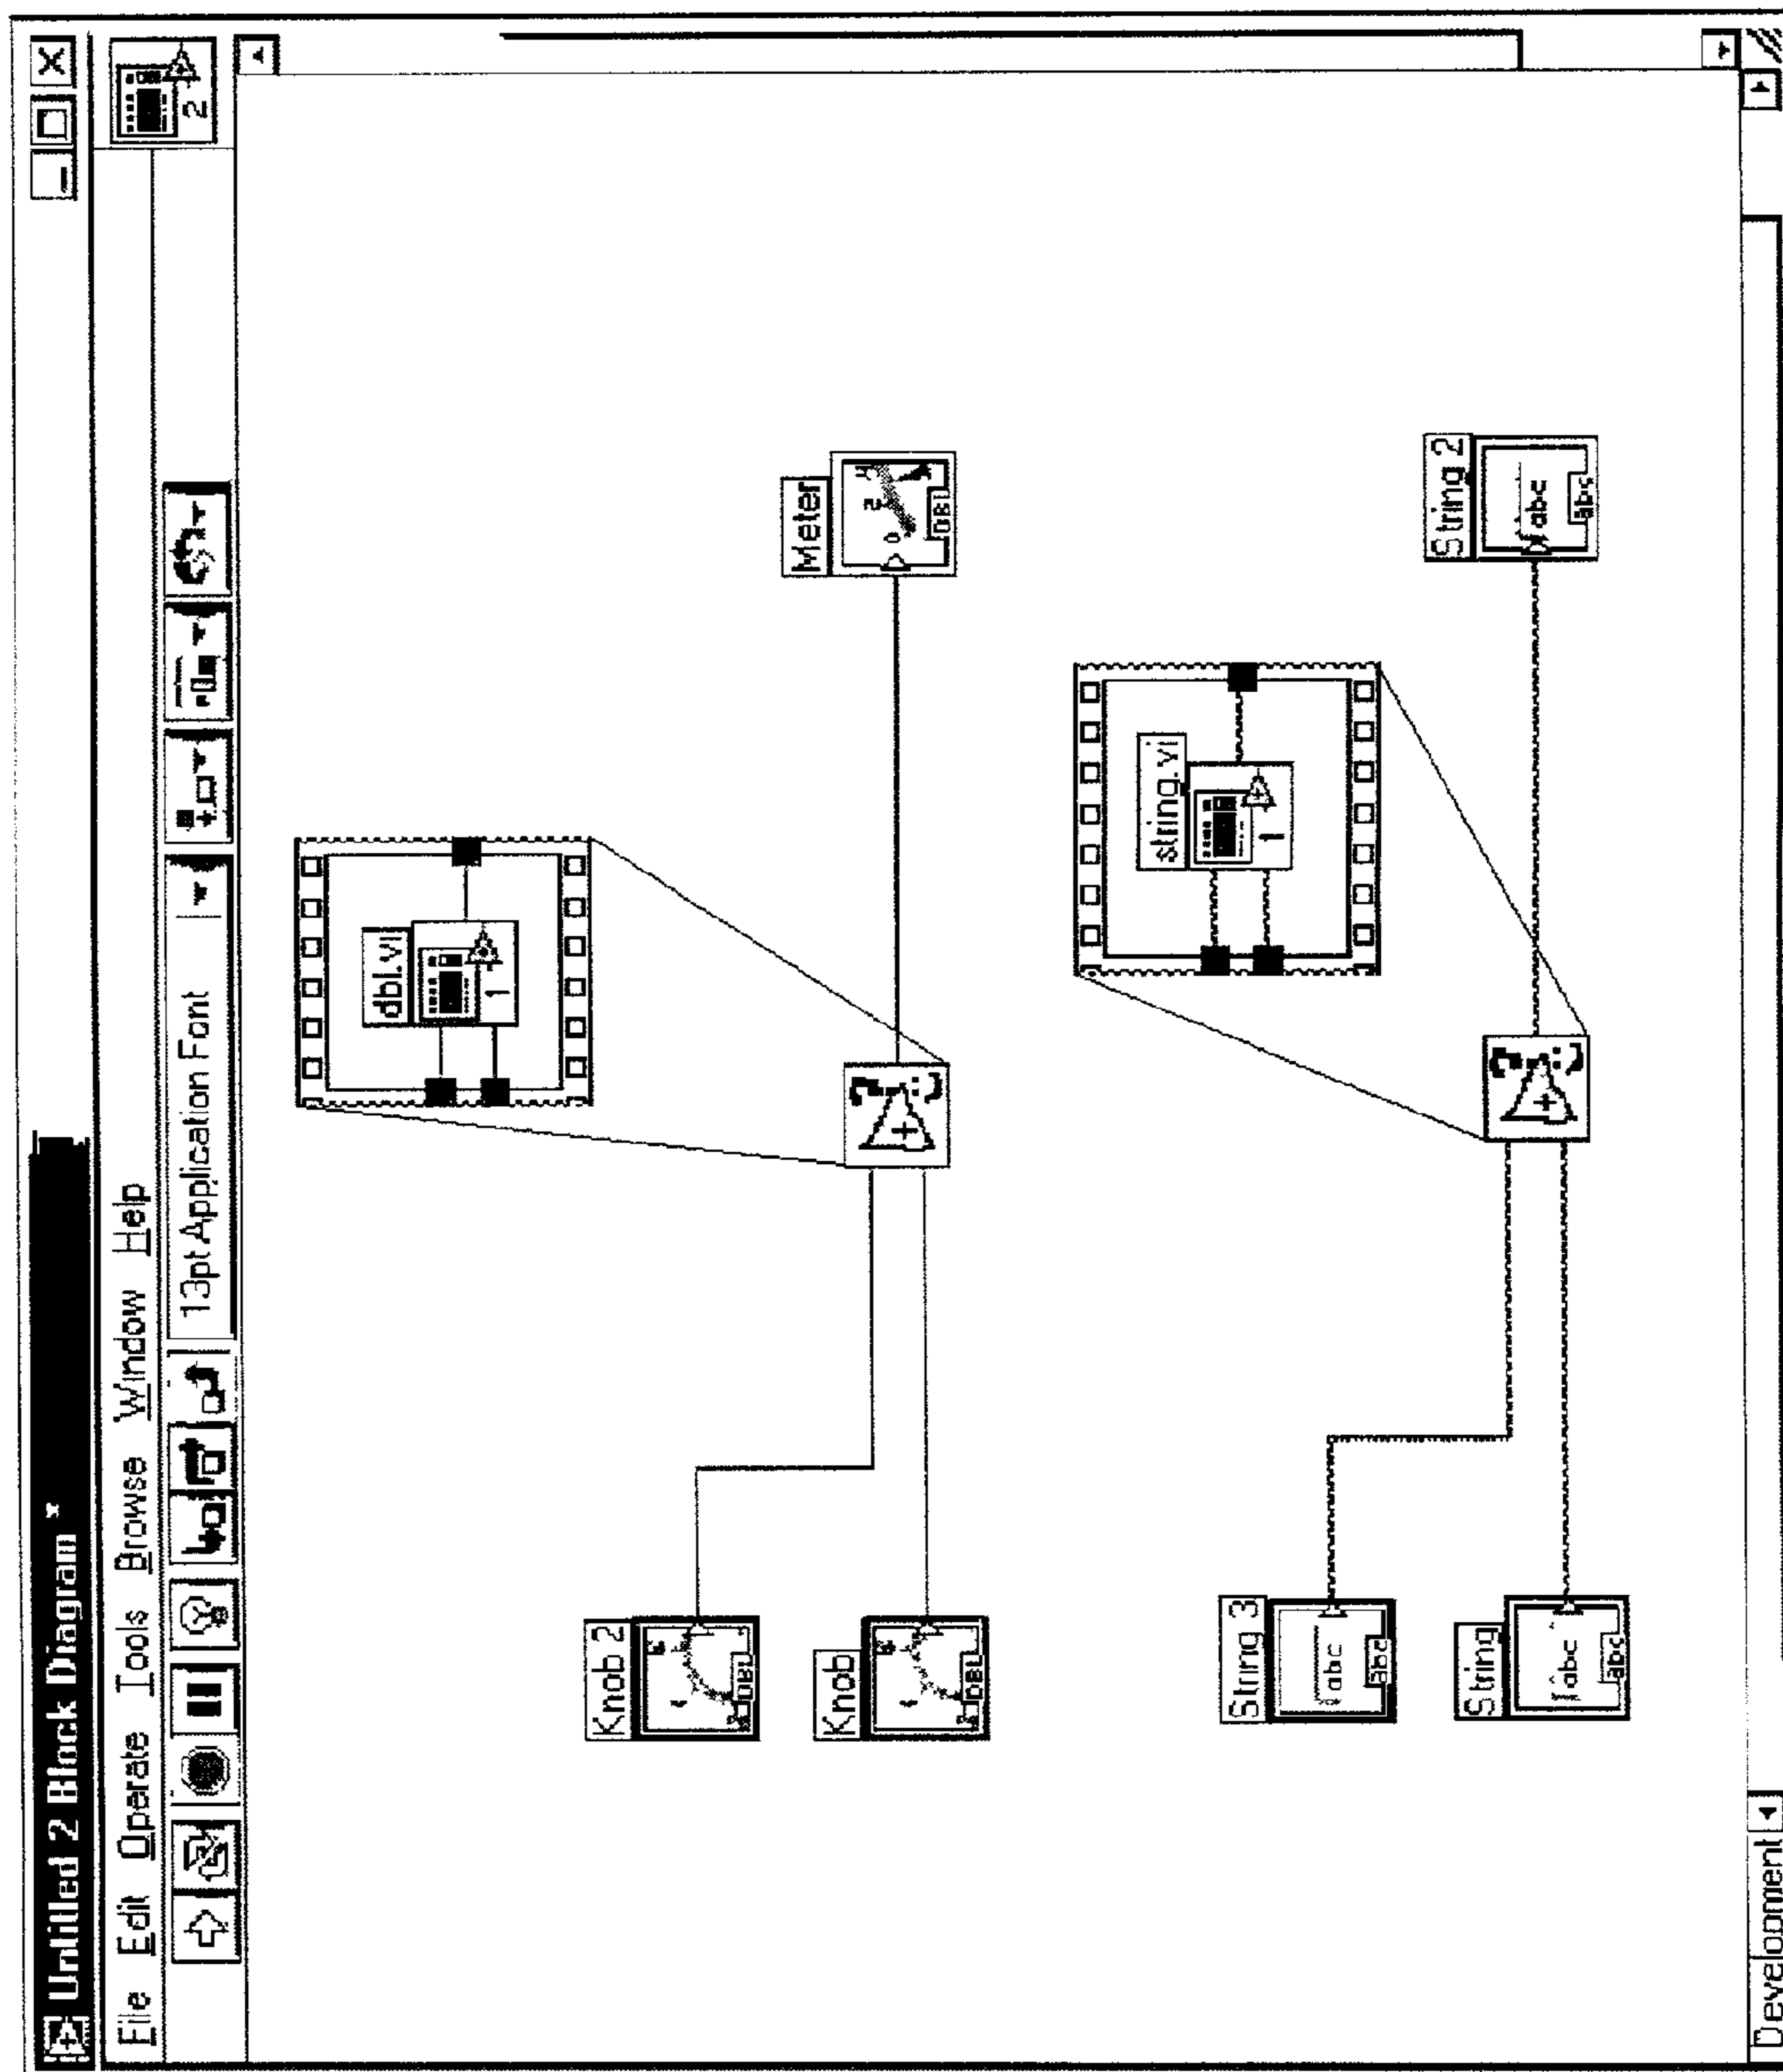 Untitled 2 Block Diagram *
File Edit Operate Tools Browse Window Help
13pt Application Font
2
dbl.vi
1
Knob 2
DBL
Meter
0
DBL
Knob
DBL
string.vi
1
String 3
abc
abc
String 2
abc
abc
String
abc
abc
Development